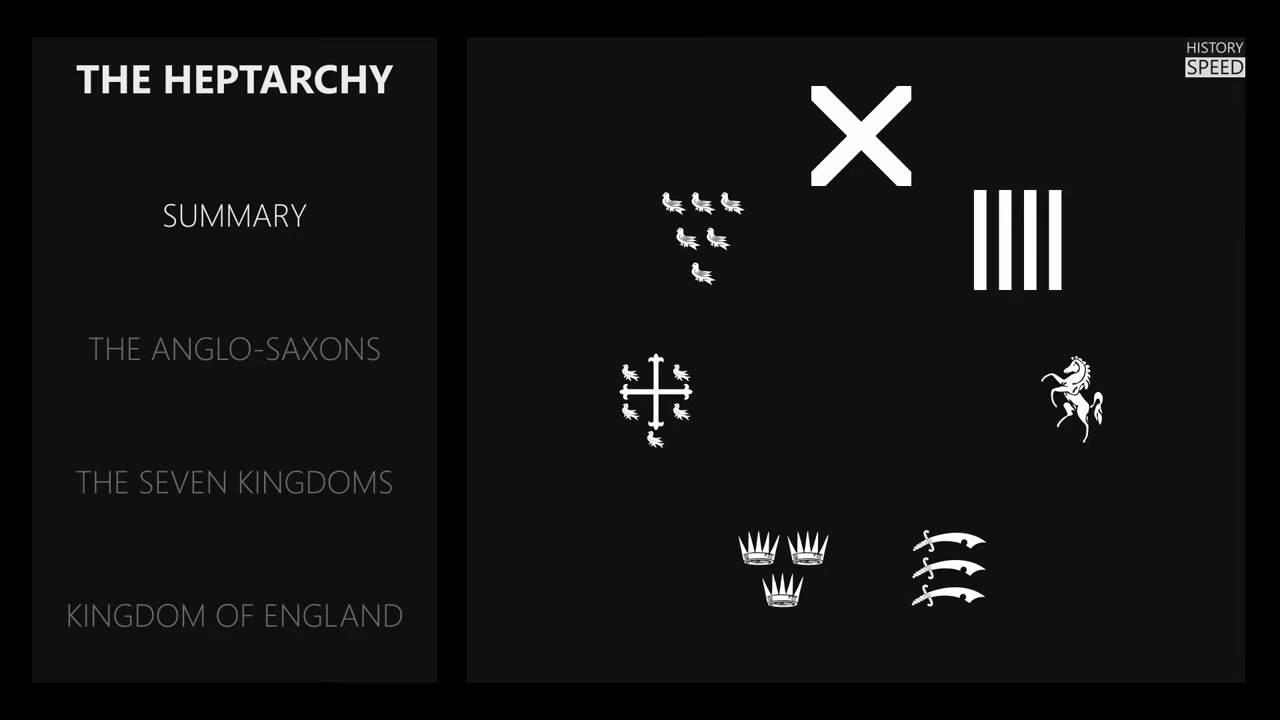 THE HEPTARCHY
SUMMARY
THE ANGLO-SAXONS
THE SEVEN KINGDOMS
KINGDOM OF ENGLAND
HISTORY
SPEED